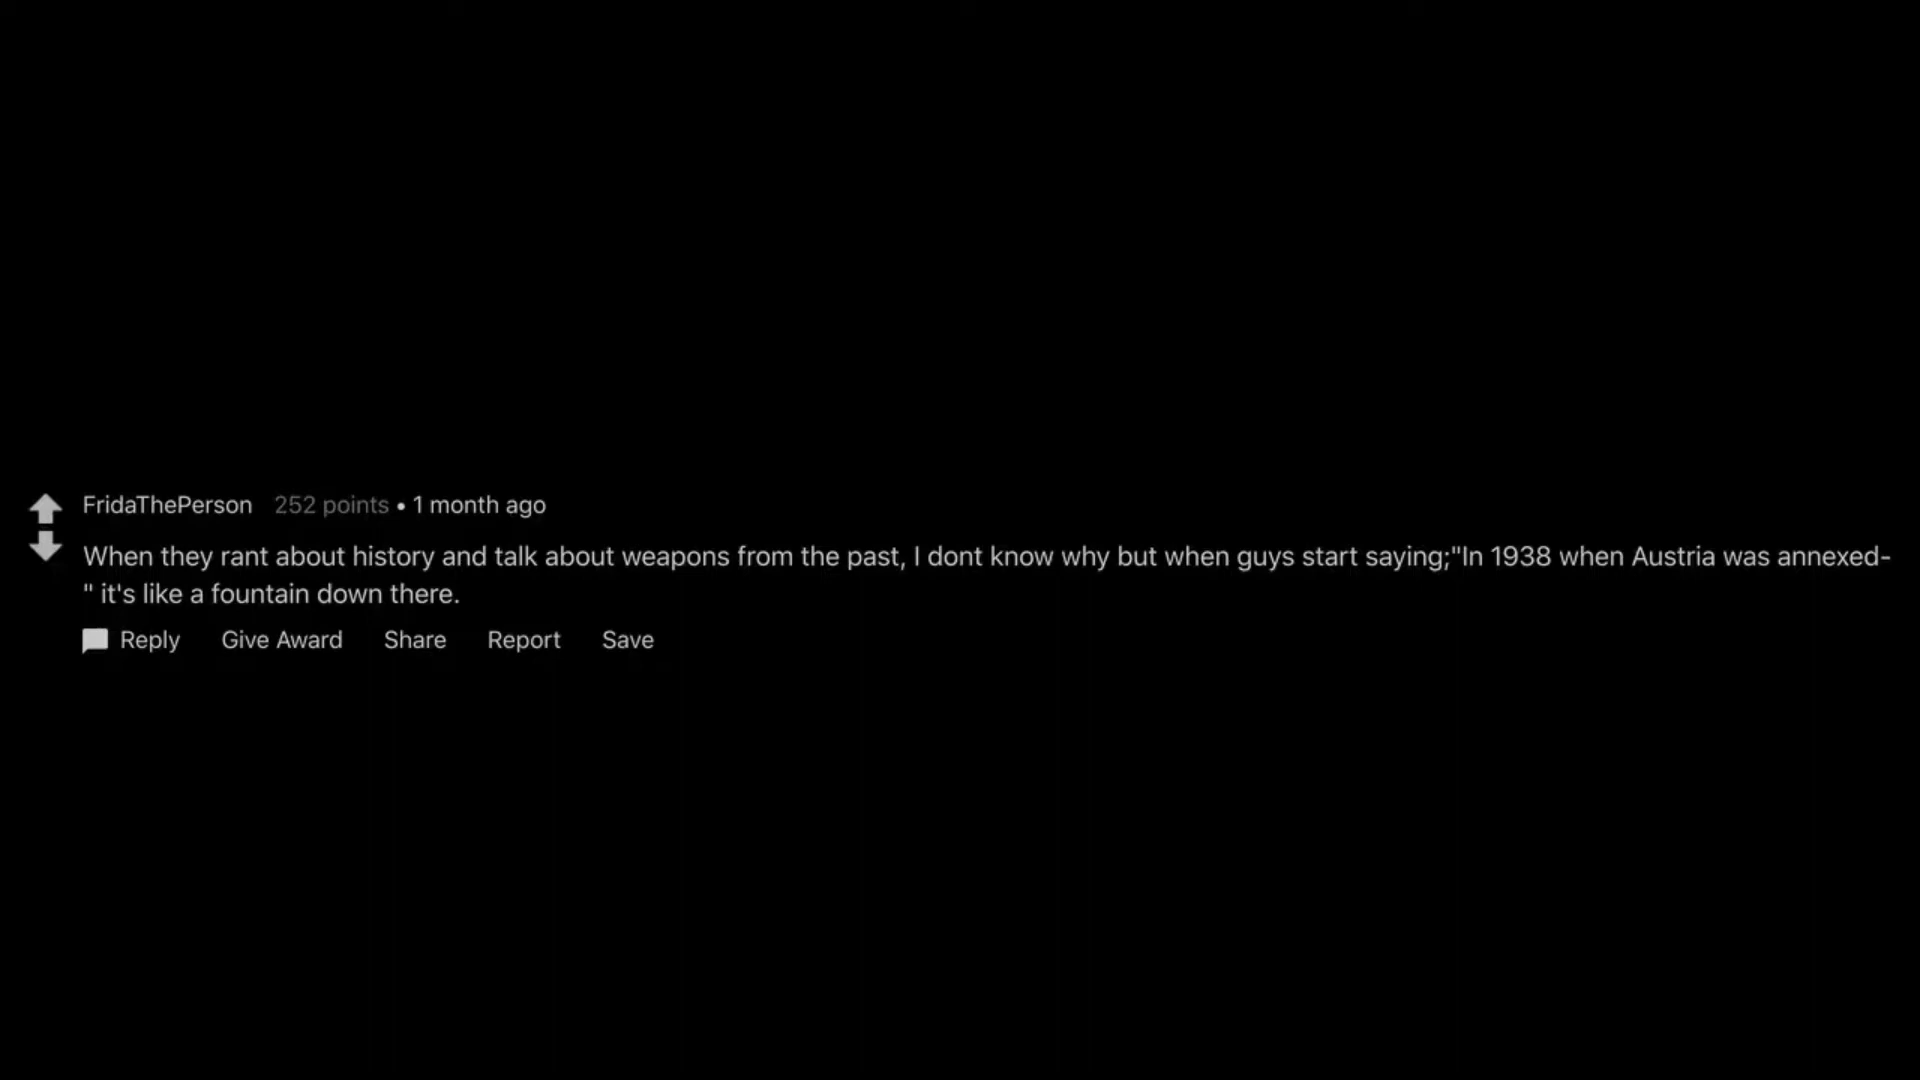 FridaThePerson 252 points • 1 month ago
When they rant about history and talk about weapons from the past, I dont know why but when guys start saying;"In 1938 when Austria was annexed-
" it's like a fountain down there.
Reply Give Award Share Report Save